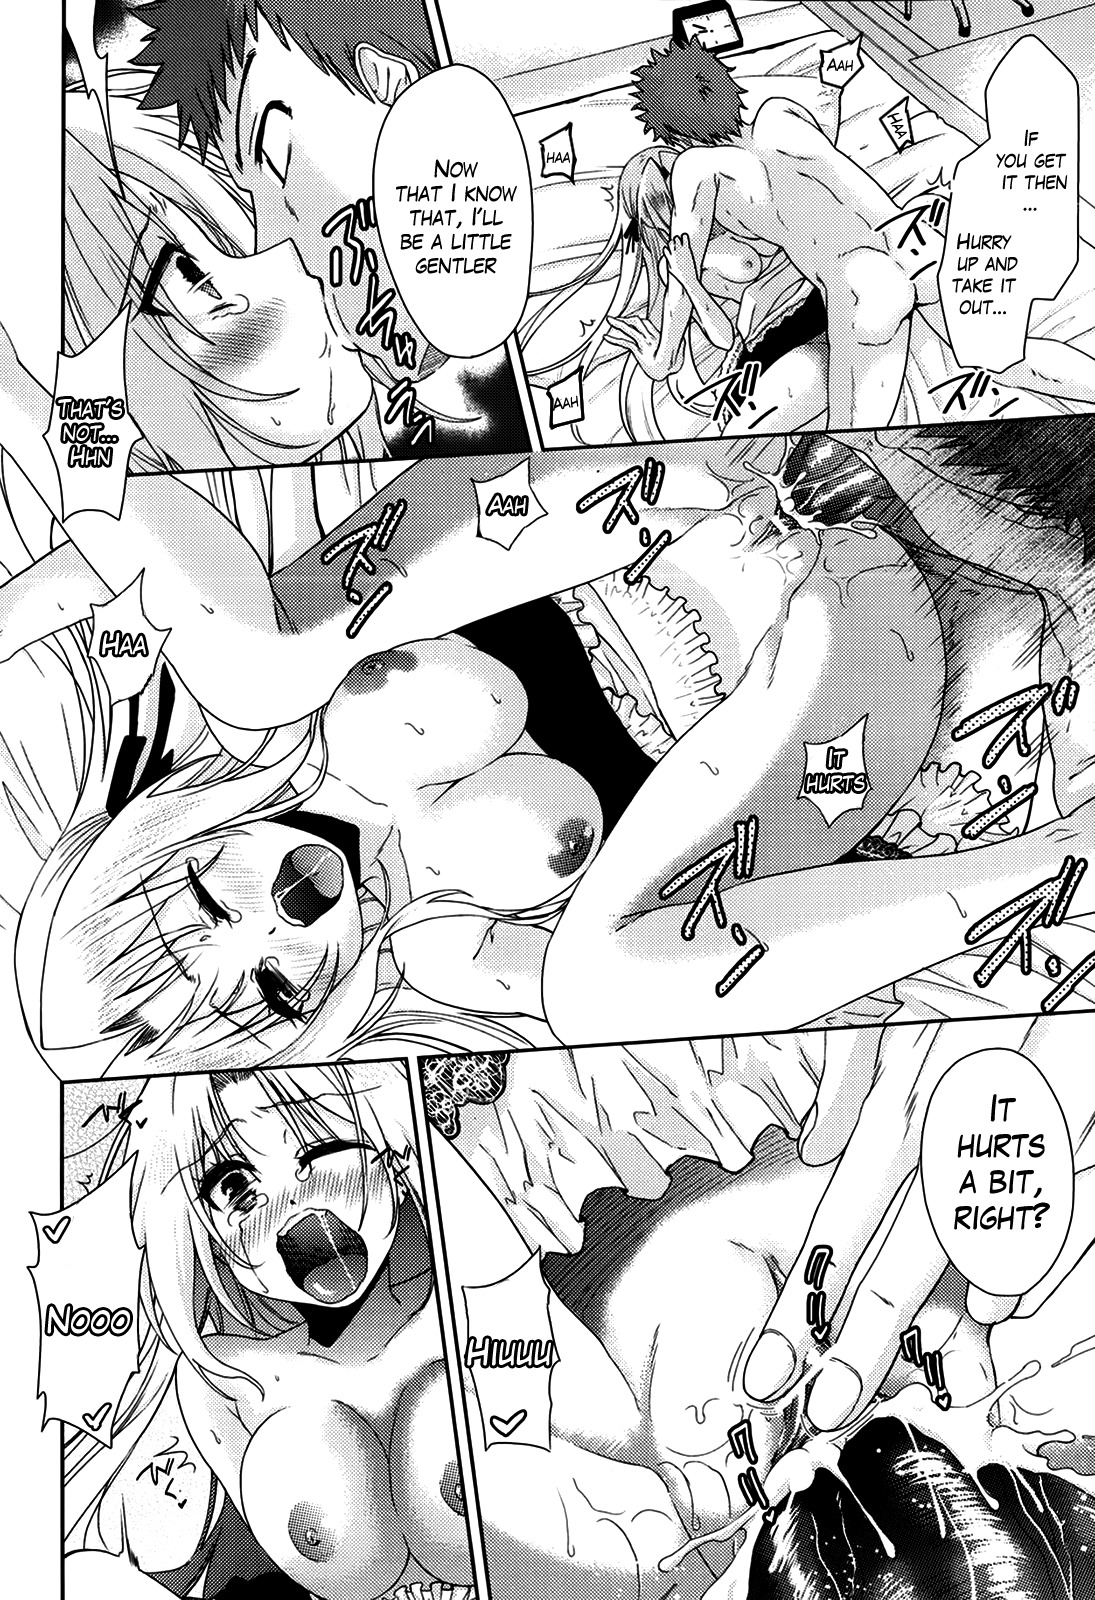 IF
YOU GET
IT THEN
...
HURRY
UP AND
TAKE IT
OUT...
AAH
HAA
HAA
AAH
NOW
THAT I KNOW
THAT, I'LL
BE A LITTLE
GENTLER
THAT'S
NOT...
HHN
AAH
HAA
IT
HURTS
IT
HURTS
A BIT,
RIGHT?
HIUUU
NOOO